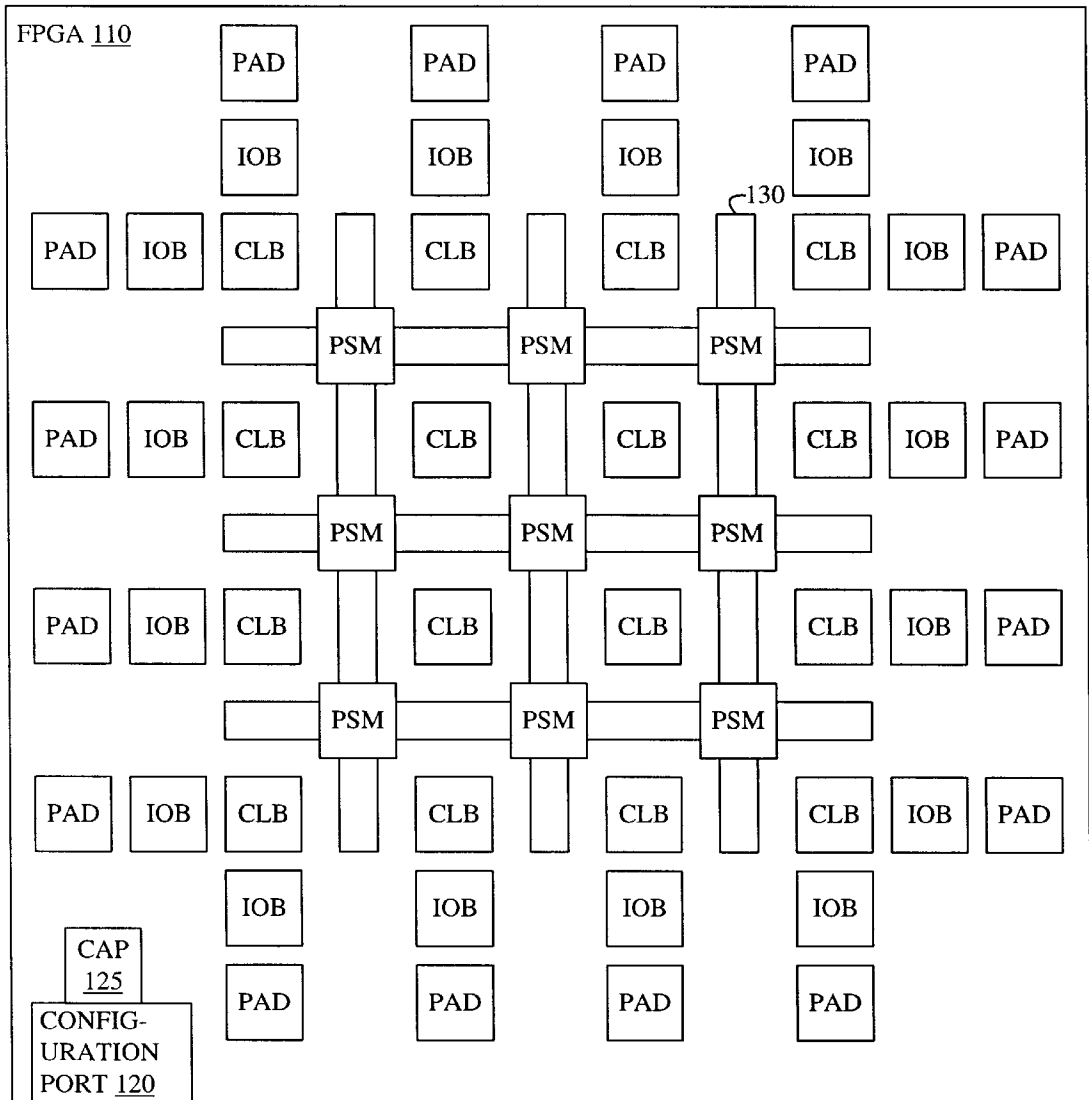 FPGA 110
PAD PAD PAD PAD
IOB IOB IOB IOB
130
PAD IOB CLB CLB CLB CLB IOB PAD
PSM PSM PSM
PAD IOB CLB CLB CLB CLB IOB PAD
PSM PSM PSM
PAD IOB CLB CLB CLB CLB IOB PAD
PSM PSM PSM
PAD IOB CLB CLB CLB CLB IOB PAD
IOB IOB IOB IOB
PAD PAD PAD PAD
CAP
125
CONFIG-
URATION
PORT 120